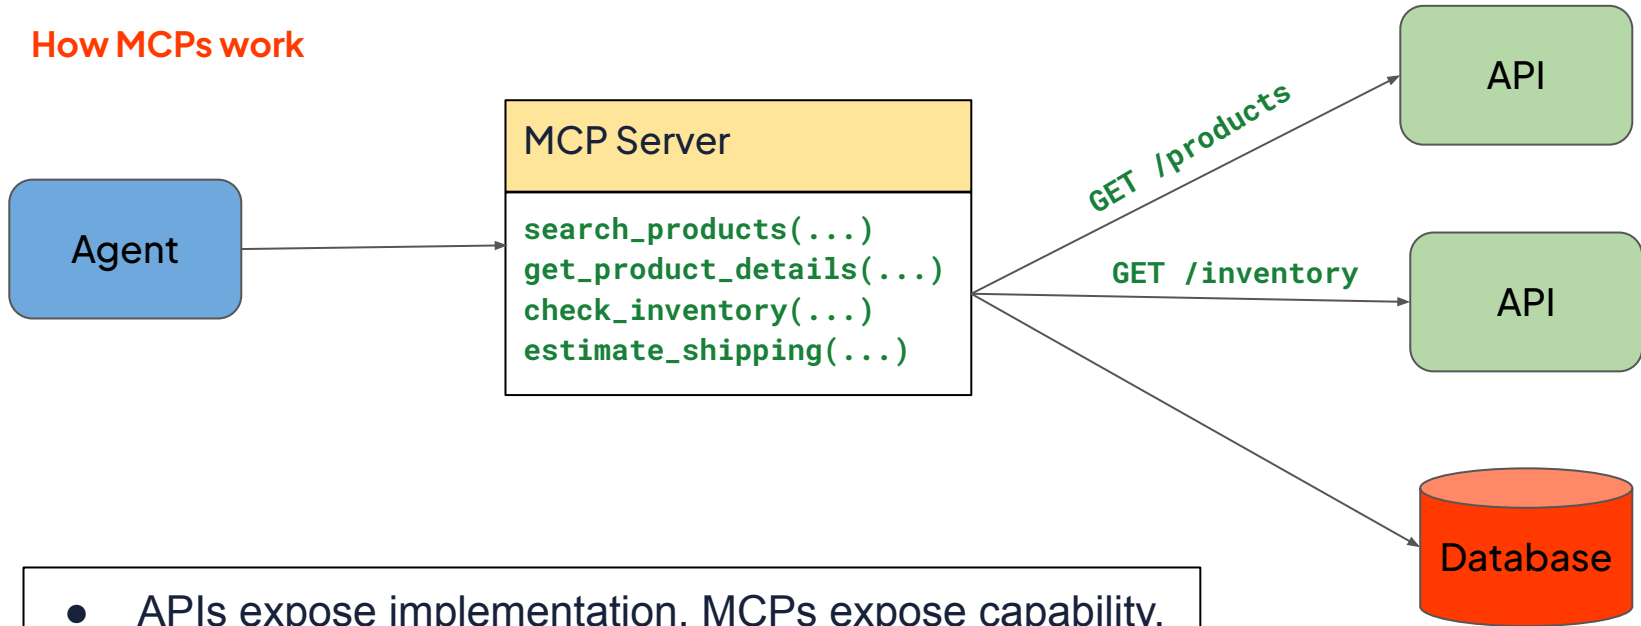 How MCPs work
Agent
MCP Server
search_products(...)
get_product_details(...)
check_inventory(...)
estimate_shipping(...)
GET /products
API
GET /inventory
API
Database
● APIs expose implementation. MCPs expose capability.